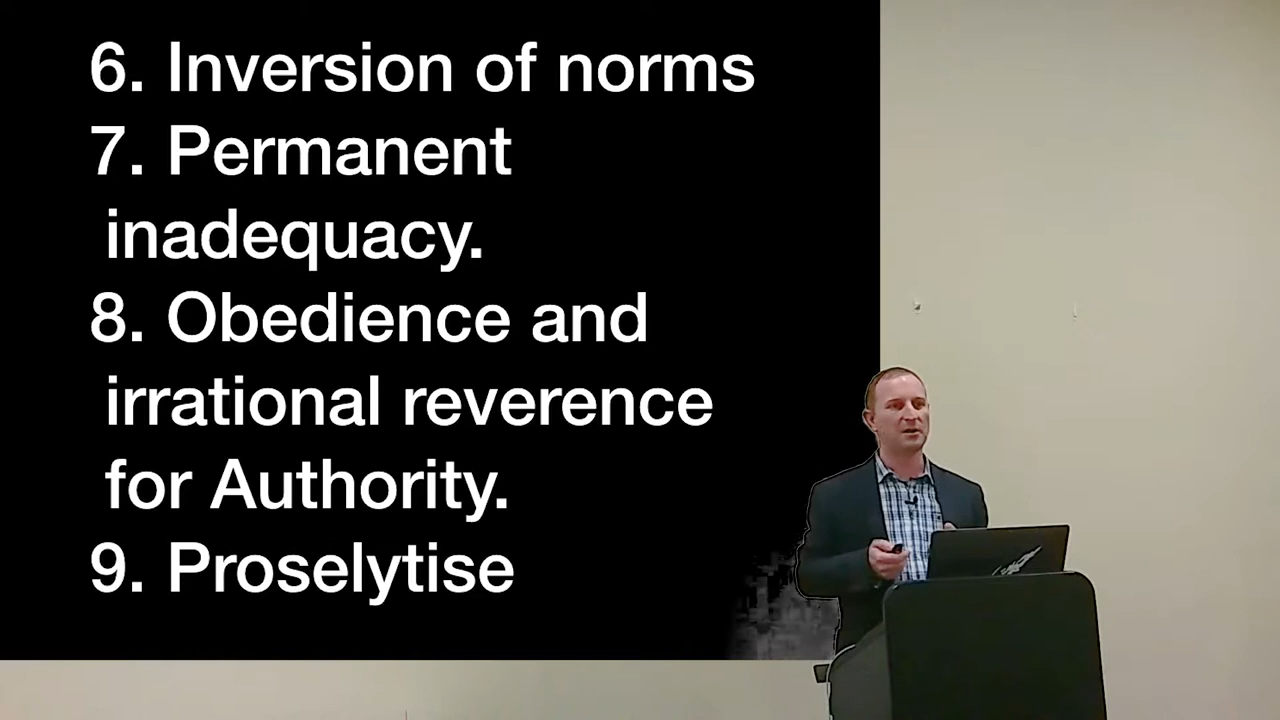 6. Inversion of norms
7. Permanent
inadequacy.
8. Obedience and
irrational reverence
for Authority.
9. Proselytise